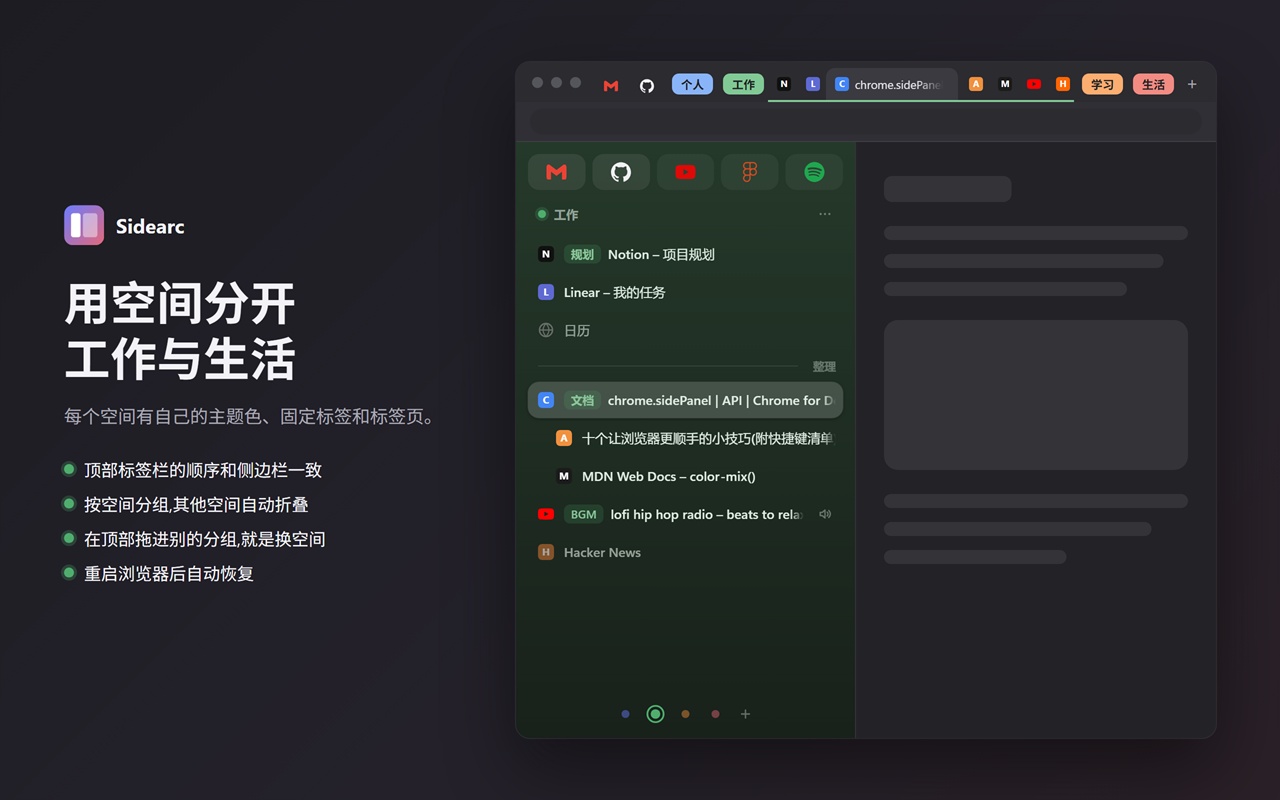 Sidearc
用空间分开
工作与生活
每个空间有自己的主题色、固定标签和标签页。
顶部标签栏的顺序和侧边栏一致
按空间分组,其他空间自动折叠
在顶部拖进别的分组,就是换空间
重启浏览器后自动恢复
个人 工作 N L C chrome.sidePane A M H 学习 生活 +
工作 ...
N 规划 Notion – 项目规划
L Linear – 我的任务
日历
整理
C 文档 chrome.sidePanel | API | Chrome for D
A 十个让浏览器更顺手的小技巧(附快捷键清单
M MDN Web Docs – color-mix()
BGM lofi hip hop radio – beats to rela
H Hacker News
+